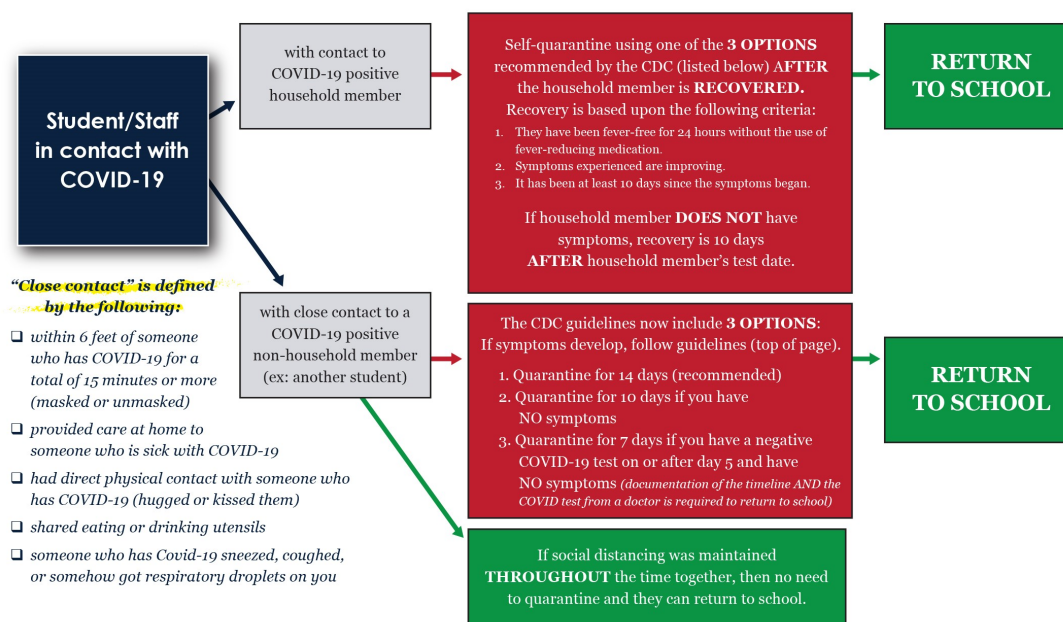 Student/Staff
in contact with
COVID-19
with contact to
COVID-19 positive
household member
Self-quarantine using one of the 3 OPTIONS
recommended by the CDC (listed below) AFTER
the household member is RECOVERED.
Recovery is based upon the following criteria:
1. They have been fever-free for 24 hours without the use of
fever-reducing medication.
2. Symptoms experienced are improving.
3. It has been at least 10 days since the symptoms began.
If household member DOES NOT have
symptoms, recovery is 10 days
AFTER household member's test date.
RETURN
TO SCHOOL
"Close contact" is defined
by the following:
❑ within 6 feet of someone
who has COVID-19 for a
total of 15 minutes or more
(masked or unmasked)
❑ provided care at home to
someone who is sick with COVID-19
❑ had direct physical contact with someone who
has COVID-19 (hugged or kissed them)
❑ shared eating or drinking utensils
❑ someone who has Covid-19 sneezed, coughed,
or somehow got respiratory droplets on you
with close contact to a
COVID-19 positive
non-household member
(ex: another student)
The CDC guidelines now include 3 OPTIONS:
If symptoms develop, follow guidelines (top of page).
1. Quarantine for 14 days (recommended)
2. Quarantine for 10 days if you have
NO symptoms
3. Quarantine for 7 days if you have a negative
COVID-19 test on or after day 5 and have
NO symptoms (documentation of the timeline AND the
COVID test from a doctor is required to return to school)
RETURN
TO SCHOOL
If social distancing was maintained
THROUGHOUT the time together, then no need
to quarantine and they can return to school.